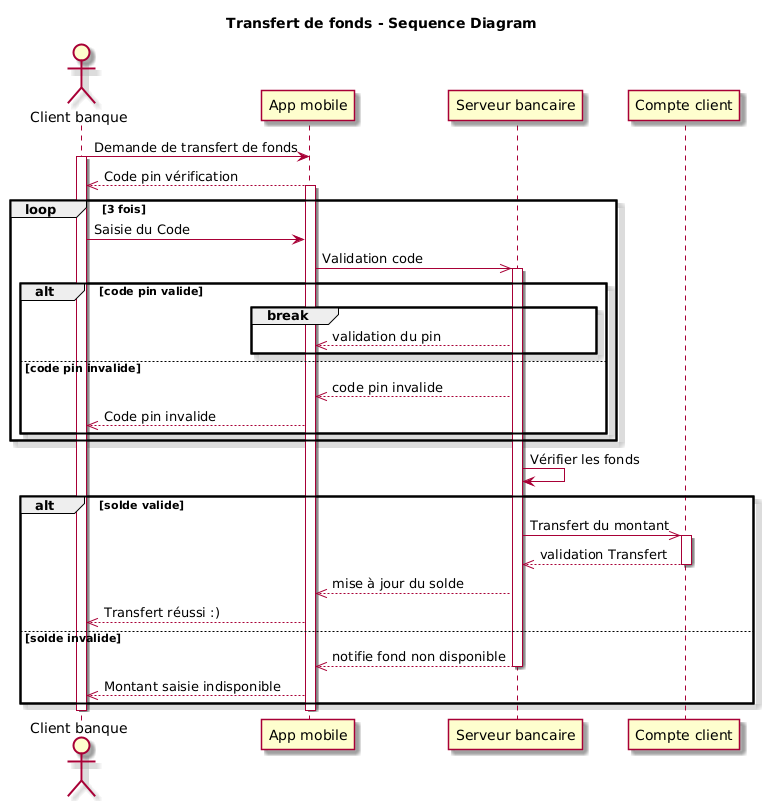 Transfert de fonds - Sequence Diagram
Client banque
App mobile
Serveur bancaire
Compte client
Demande de transfert de fonds
Code pin vérification
loop [3 fois]
Saisie du Code
Validation code
alt [code pin valide]
break
validation du pin
[code pin invalide]
code pin invalide
Code pin invalide
Vérifier les fonds
alt [solde valide]
Transfert du montant
validation Transfert
mise à jour du solde
Transfert réussi :)
[solde invalide]
notifie fond non disponible
Montant saisie indisponible
Client banque
App mobile
Serveur bancaire
Compte client